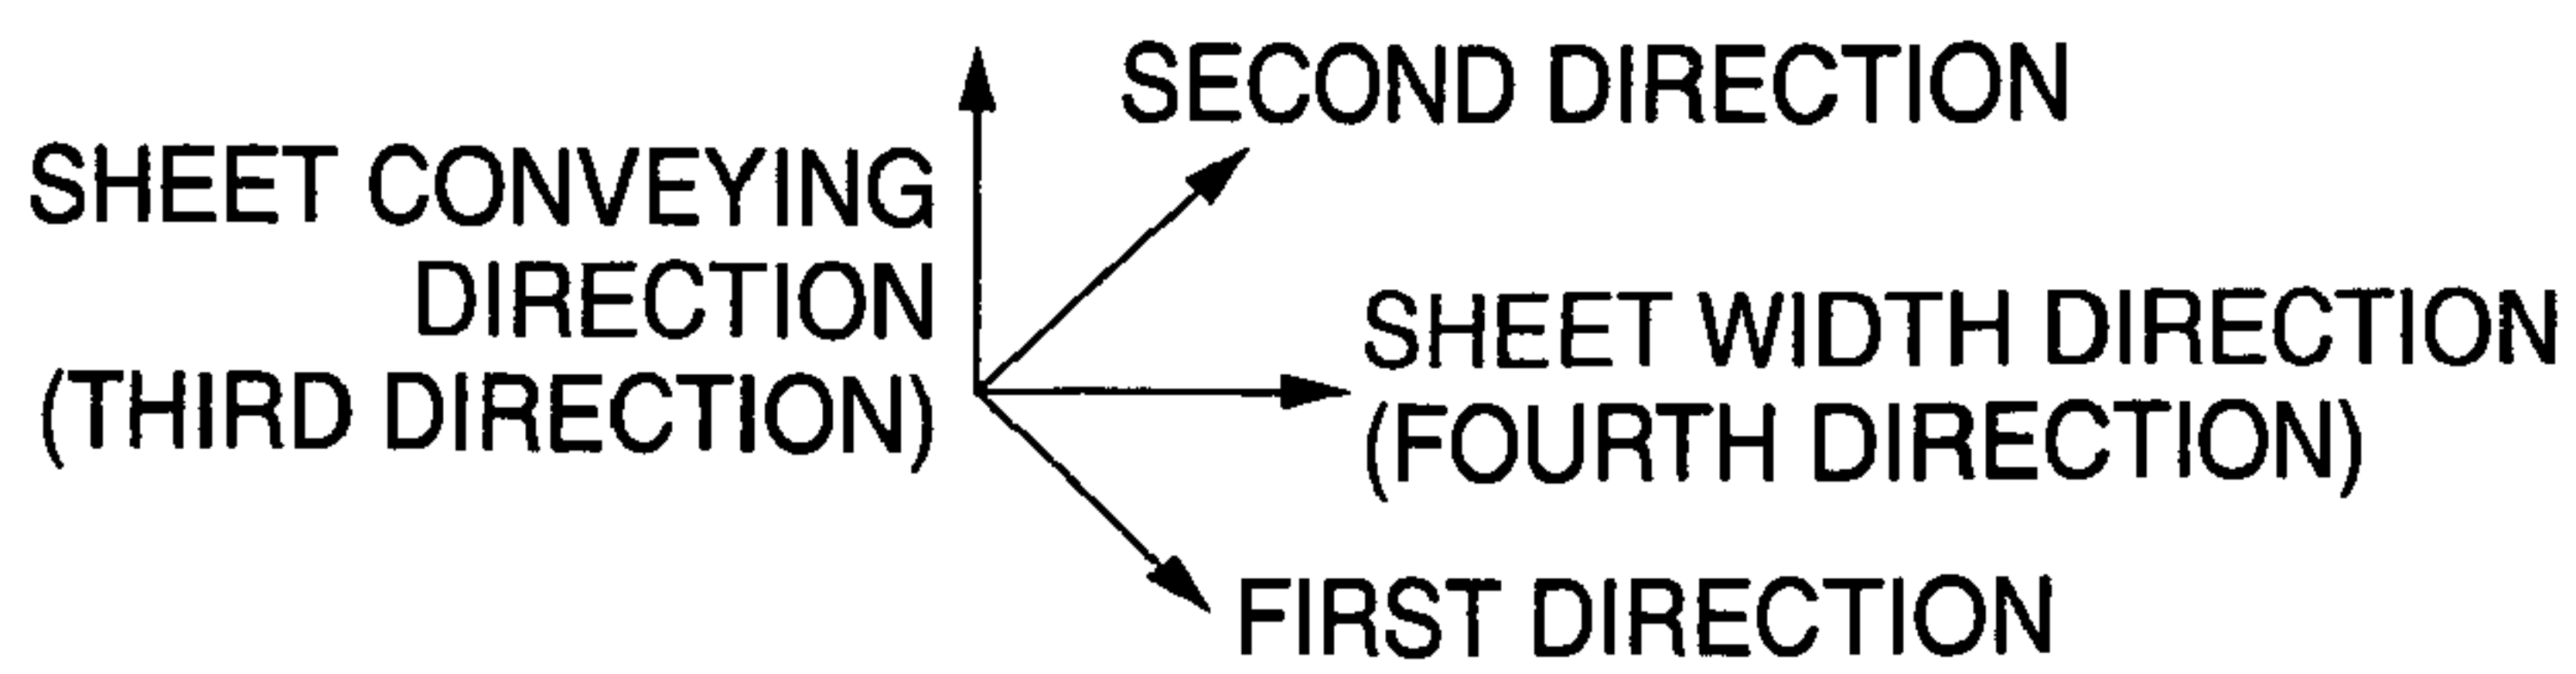 SECOND DIRECTION
SHEET CONVEYING
DIRECTION
(THIRD DIRECTION)
SHEET WIDTH DIRECTION
(FOURTH DIRECTION)
FIRST DIRECTION